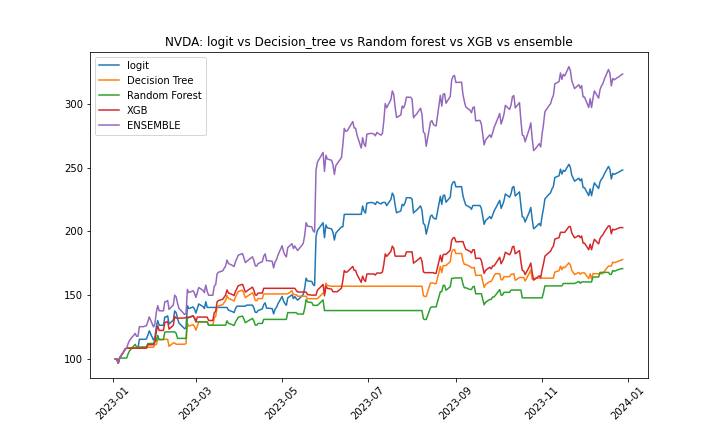 NVDA: logit vs Decision_tree vs Random forest vs XGB vs ensemble
logit
Decision Tree
Random Forest
XGB
ENSEMBLE
300
250
200
150
100
2023-01
2023-03
2023-05
2023-07
2023-09
2023-11
2024-01